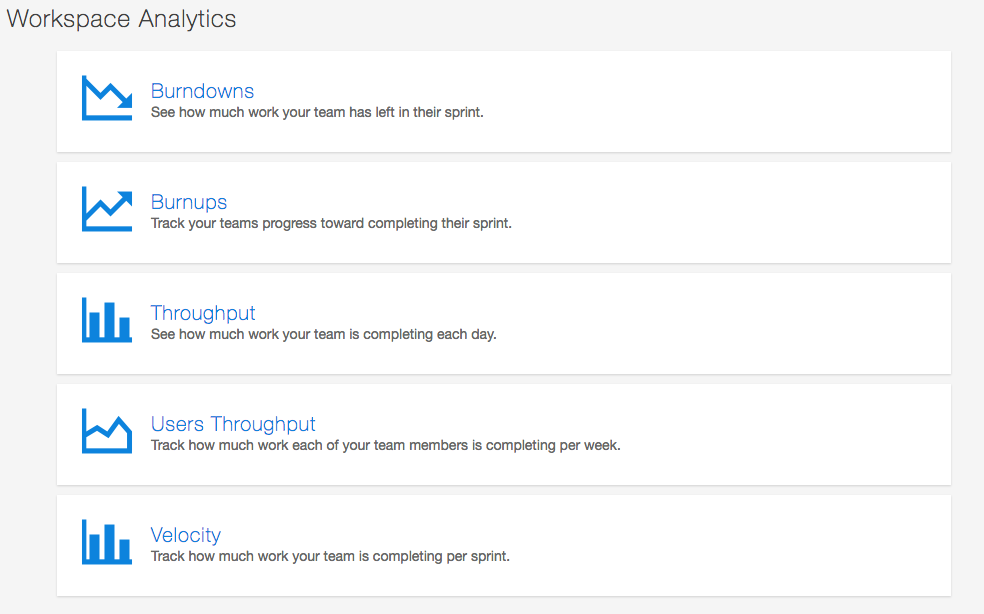 Workspace Analytics
Burndowns
See how much work your team has left in their sprint.
Burnups
Track your teams progress toward completing their sprint.
Throughput
See how much work your team is completing each day.
Users Throughput
Track how much work each of your team members is completing per week.
Velocity
Track how much work your team is completing per sprint.